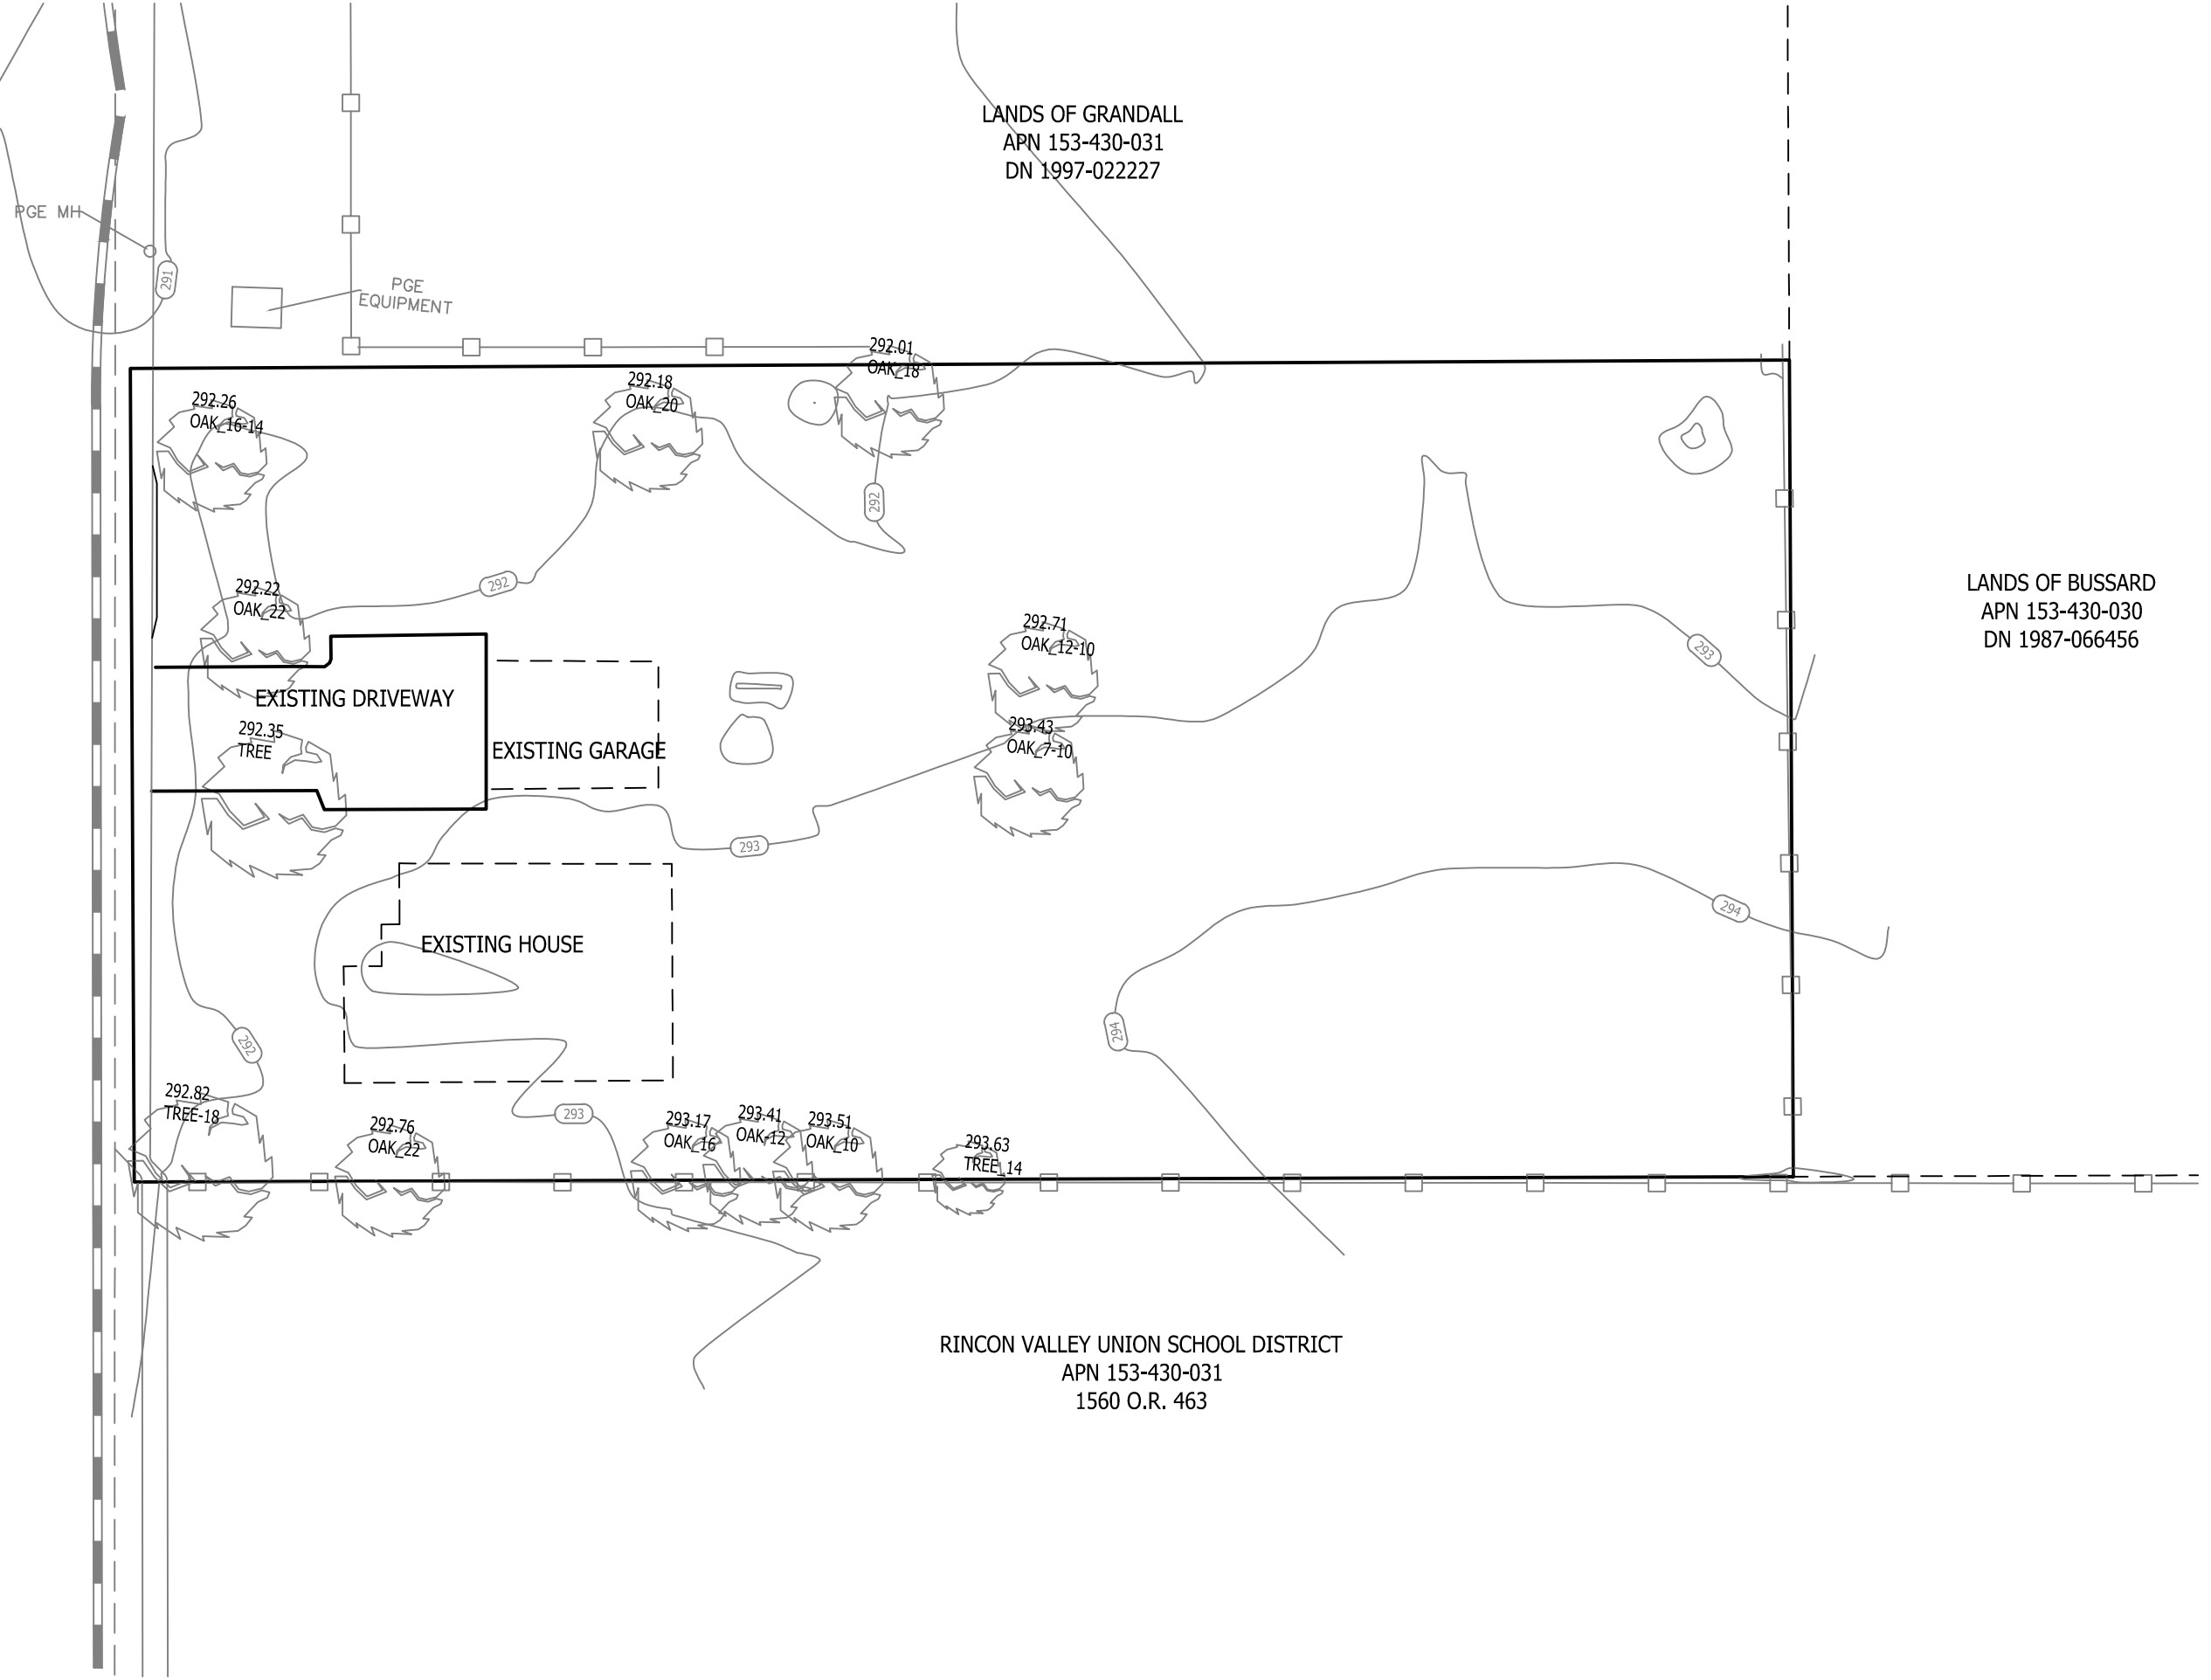 LANDS OF GRANDALL
APN 153-430-031
DN 1997-022227
PGE MH
291
PGE
EQUIPMENT
292.01
OAK_18
292.18
OAK_20
292.26
OAK_16-14
292
292
292.22
OAK_22
LANDS OF BUSSARD
APN 153-430-030
DN 1987-066456
292.71
OAK_12-10
293
EXISTING DRIVEWAY
292.35
TREE
EXISTING GARAGE
293.43
OAK_7-10
293
294
EXISTING HOUSE
294
292
292.82
TREE-18
292.76
OAK_22
293
293.17
OAK_16
293.41
OAK-12
293.51
OAK_10
293.63
TREE_14
RINCON VALLEY UNION SCHOOL DISTRICT
APN 153-430-031
1560 O.R. 463